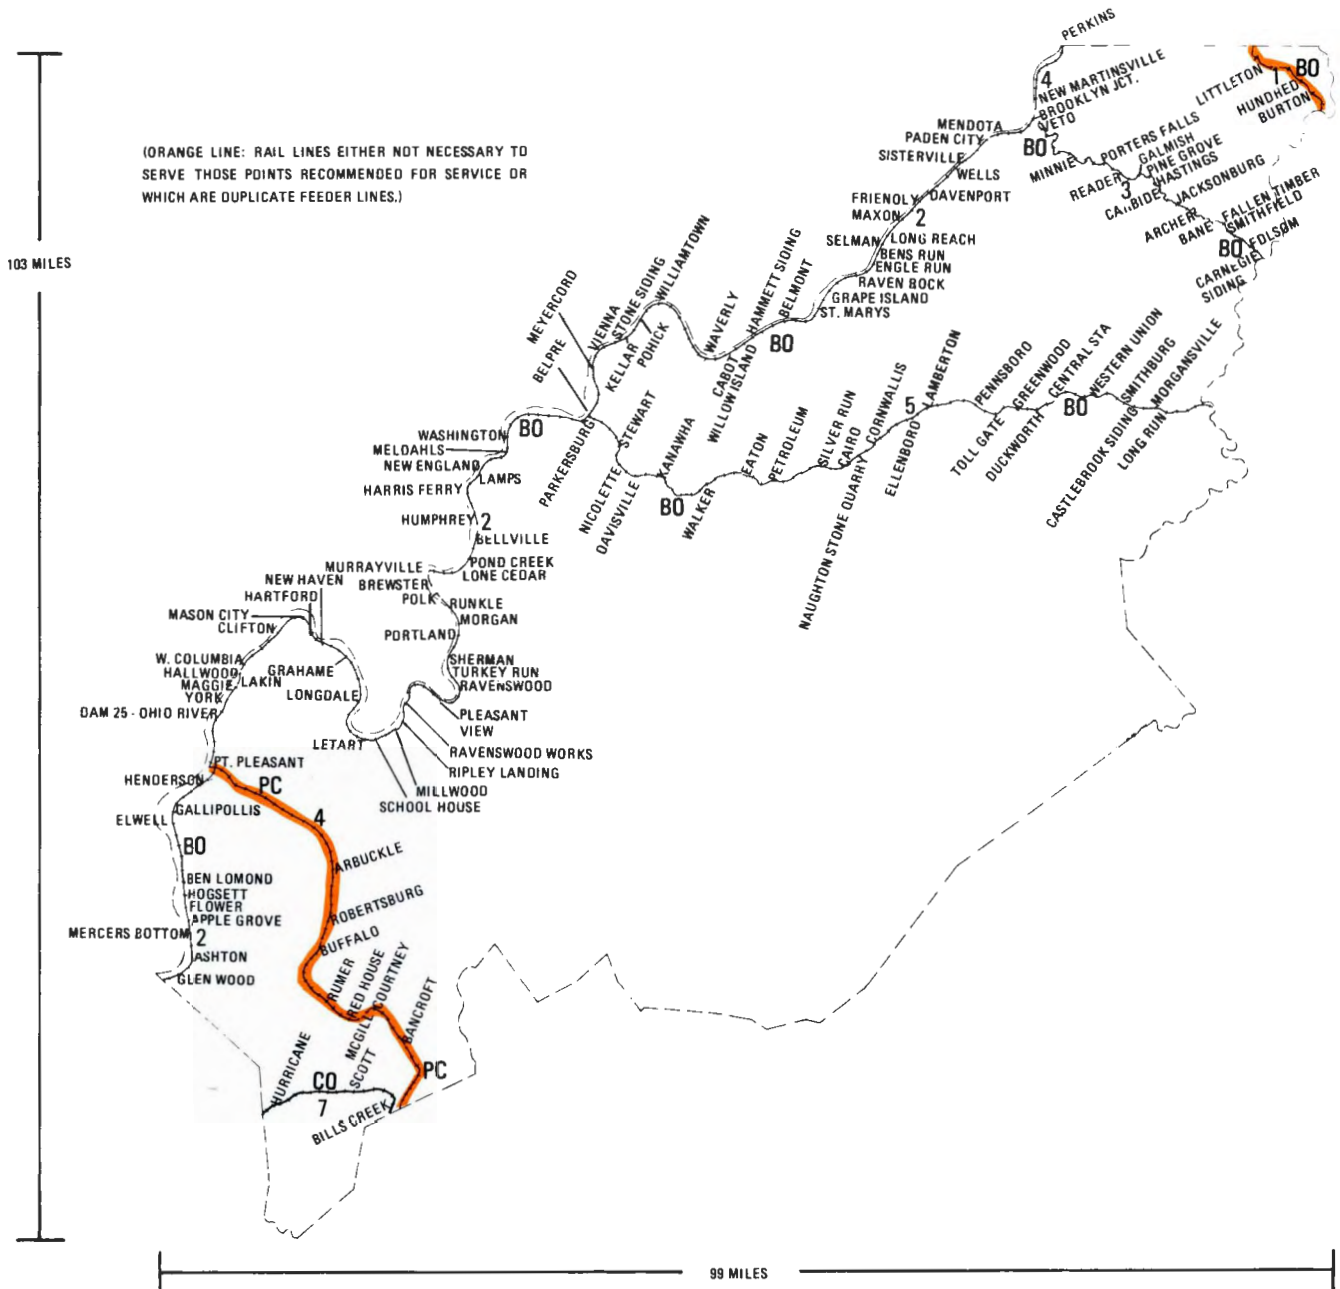 PERKINS
4
NEW MARTINSVILLE
BROOKLYN JCT.
VETO
LITTLETON
1
BO
HUNDRED
BURTON
(ORANGE LINE: RAIL LINES EITHER NOT NECESSARY TO
SERVE THOSE POINTS RECOMMENDED FOR SERVICE OR
WHICH ARE DUPLICATE FEEDER LINES.)
103 MILES
MENDOTA
PADEN CITY
SISTERVILLE
WELLS
BO
MINNIE
PORTERS FALLS
READER
GALMISH
PINE GROVE
HASTINGS
3
JACKSONBURG
ARCHER
BANE
FALLEN TIMBER
SMITHFIELD
FOLSOM
BO
CARNEGIE
SIDING
FRIENOLY
DAVENPORT
MAXON
2
SELMAN
LONG REACH
BENS RUN
ENGLE RUN
RAVEN ROCK
GRAPE ISLAND
ST. MARYS
MEYERCORD
BELPRE
VIENNA
STONE SIDING
WILLIAMTOWN
KELLAR
POHICK
WAVERLY
HAMMETT SIDING
BELMONT
CABOT
WILLOW ISLAND
BO
PARKERSBURG
STEWART
NICOLETTE
DAVISVILLE
KANAWHA
BO
WALKER
EATON
PETROLEUM
SILVER RUN
CAIRO
NAUGHTON STONE QUARRY
CORNWALLIS
5
ELLENBORO
LAMBERTON
PENNSBORO
TOLL GATE
GREENWOOD
DUCKWORTH
CENTRAL STA
BO
WESTERN UNION
SMITHBURG
CASTLEBROOK SIDING
LONG RUN
MORGANSVILLE
BO
WASHINGTON
MELDAHLS
NEW ENGLAND
LAMPS
HARRIS FERRY
HUMPHREY
2
BELLVILLE
POND CREEK
LONE CEDAR
MURRAYVILLE
BREWSTER
POLK
RUNKLE
MORGAN
PORTLAND
SHERMAN
TURKEY RUN
RAVENSWOOD
PLEASANT
VIEW
RAVENSWOOD WORKS
RIPLEY LANDING
MILLWOOD
SCHOOL HOUSE
LETART
LONGDALE
GRAHAME
NEW HAVEN
HARTFORD
MASON CITY
CLIFTON
W. COLUMBIA
HALLWOOD
MAGGIE
LAKIN
YORK
DAM 25 - OHIO RIVER
PT. PLEASANT
HENDERSON
PC
4
GALLIPOLLIS
ELWELL
BO
ARBUCKLE
BEN LOMOND
HOGSETT
FLOWER
APPLE GROVE
MERCERS BOTTOM
2
ASHTON
GLEN WOOD
ROBERTSBURG
BUFFALO
RUMER
RED HOUSE
MCGILL
COURTNEY
BANCROFT
PC
HURRICANE
CO
7
SCOTT
BILLS CREEK
99 MILES